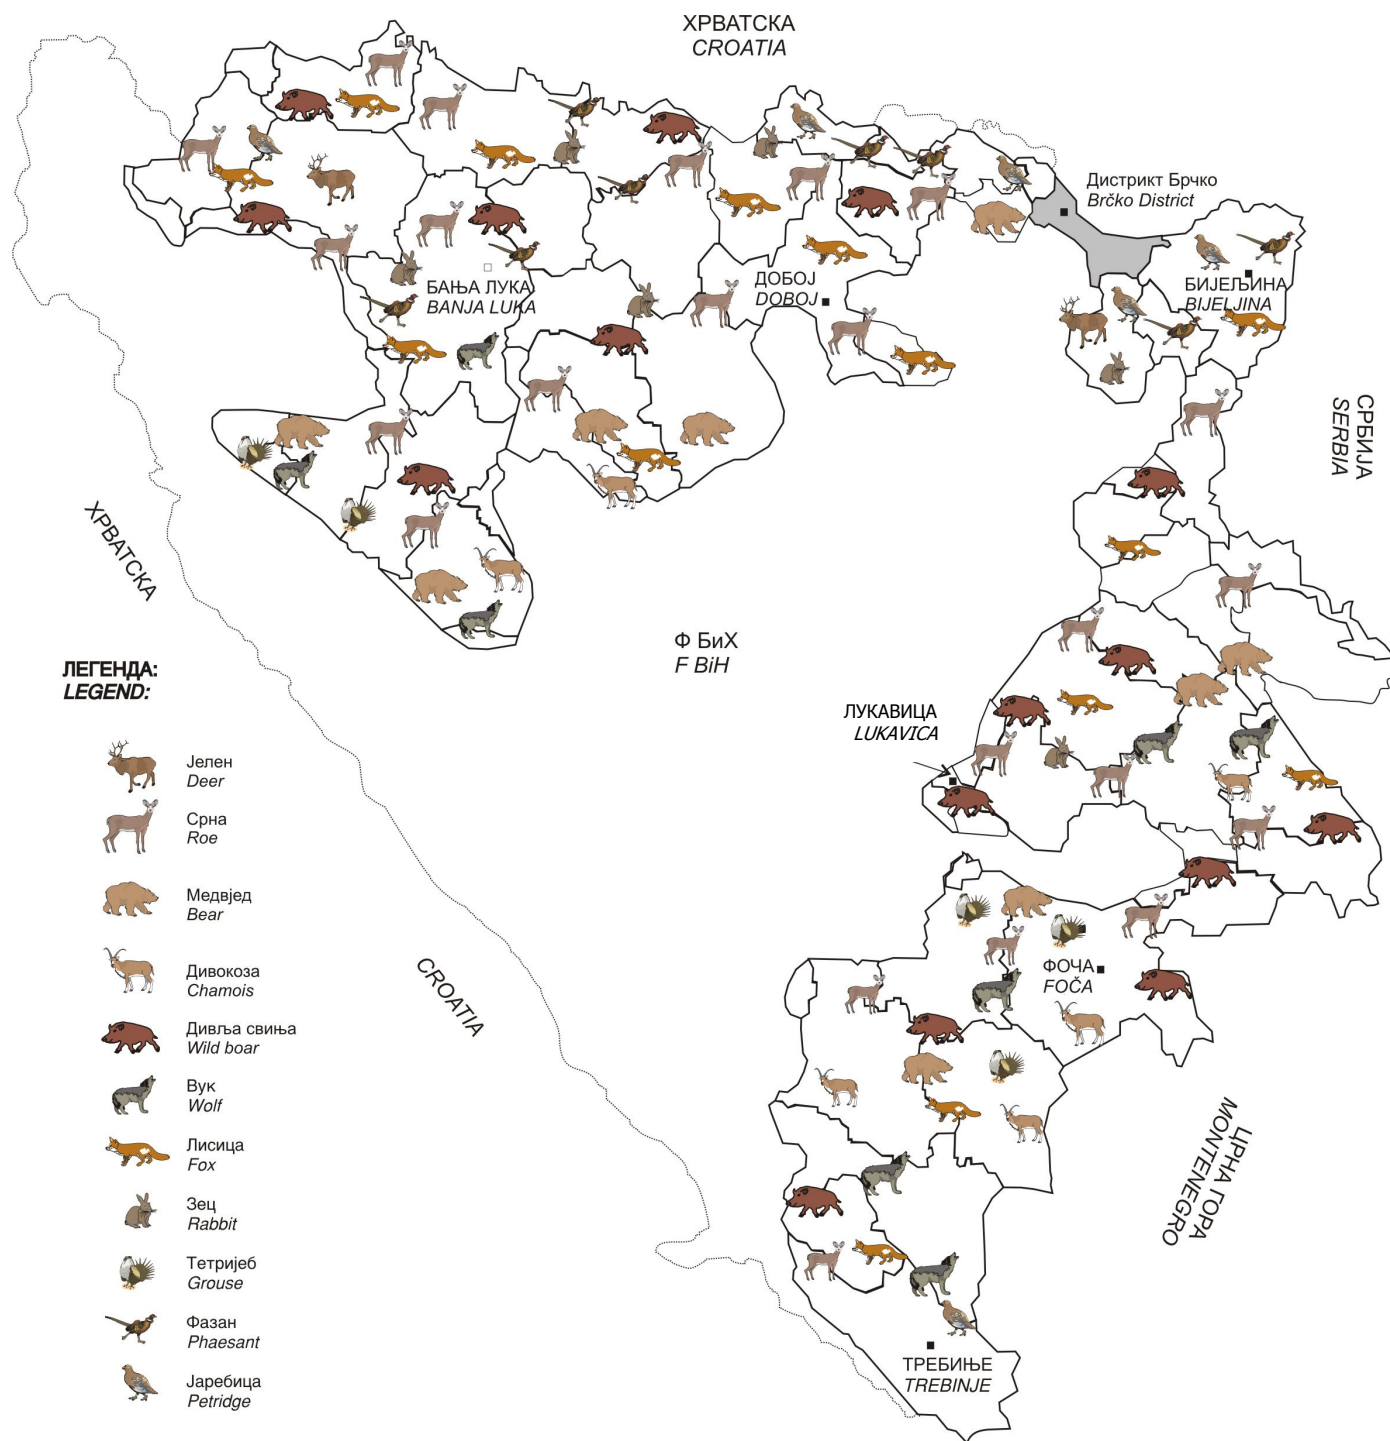 ХРВАТСКА
CROATIA
Дистрикт Брчко
Brčko District
БАЊА ЛУКА
BANJA LUKA
ДОБОЈ
DOBOJ
БИЈЕЉИНА
BIJELJINA
СРБИЈА
SERBIA
ХРВАТСКА
CROATIA
Ф БиХ
F BiH
ЛУКАВИЦА
LUKAVICA
ФОЧА
FOČA
ЦРНА ГОРА
MONTENEGRO
ТРЕБИЊЕ
TREBINJE
ЛЕГЕНДА:
LEGEND:
Јелен
Deer
Срна
Roe
Медвјед
Bear
Дивокоза
Chamois
Дивља свиња
Wild boar
Вук
Wolf
Лисица
Fox
Зец
Rabbit
Тетријеб
Grouse
Фазан
Phaesant
Јаребица
Petridge